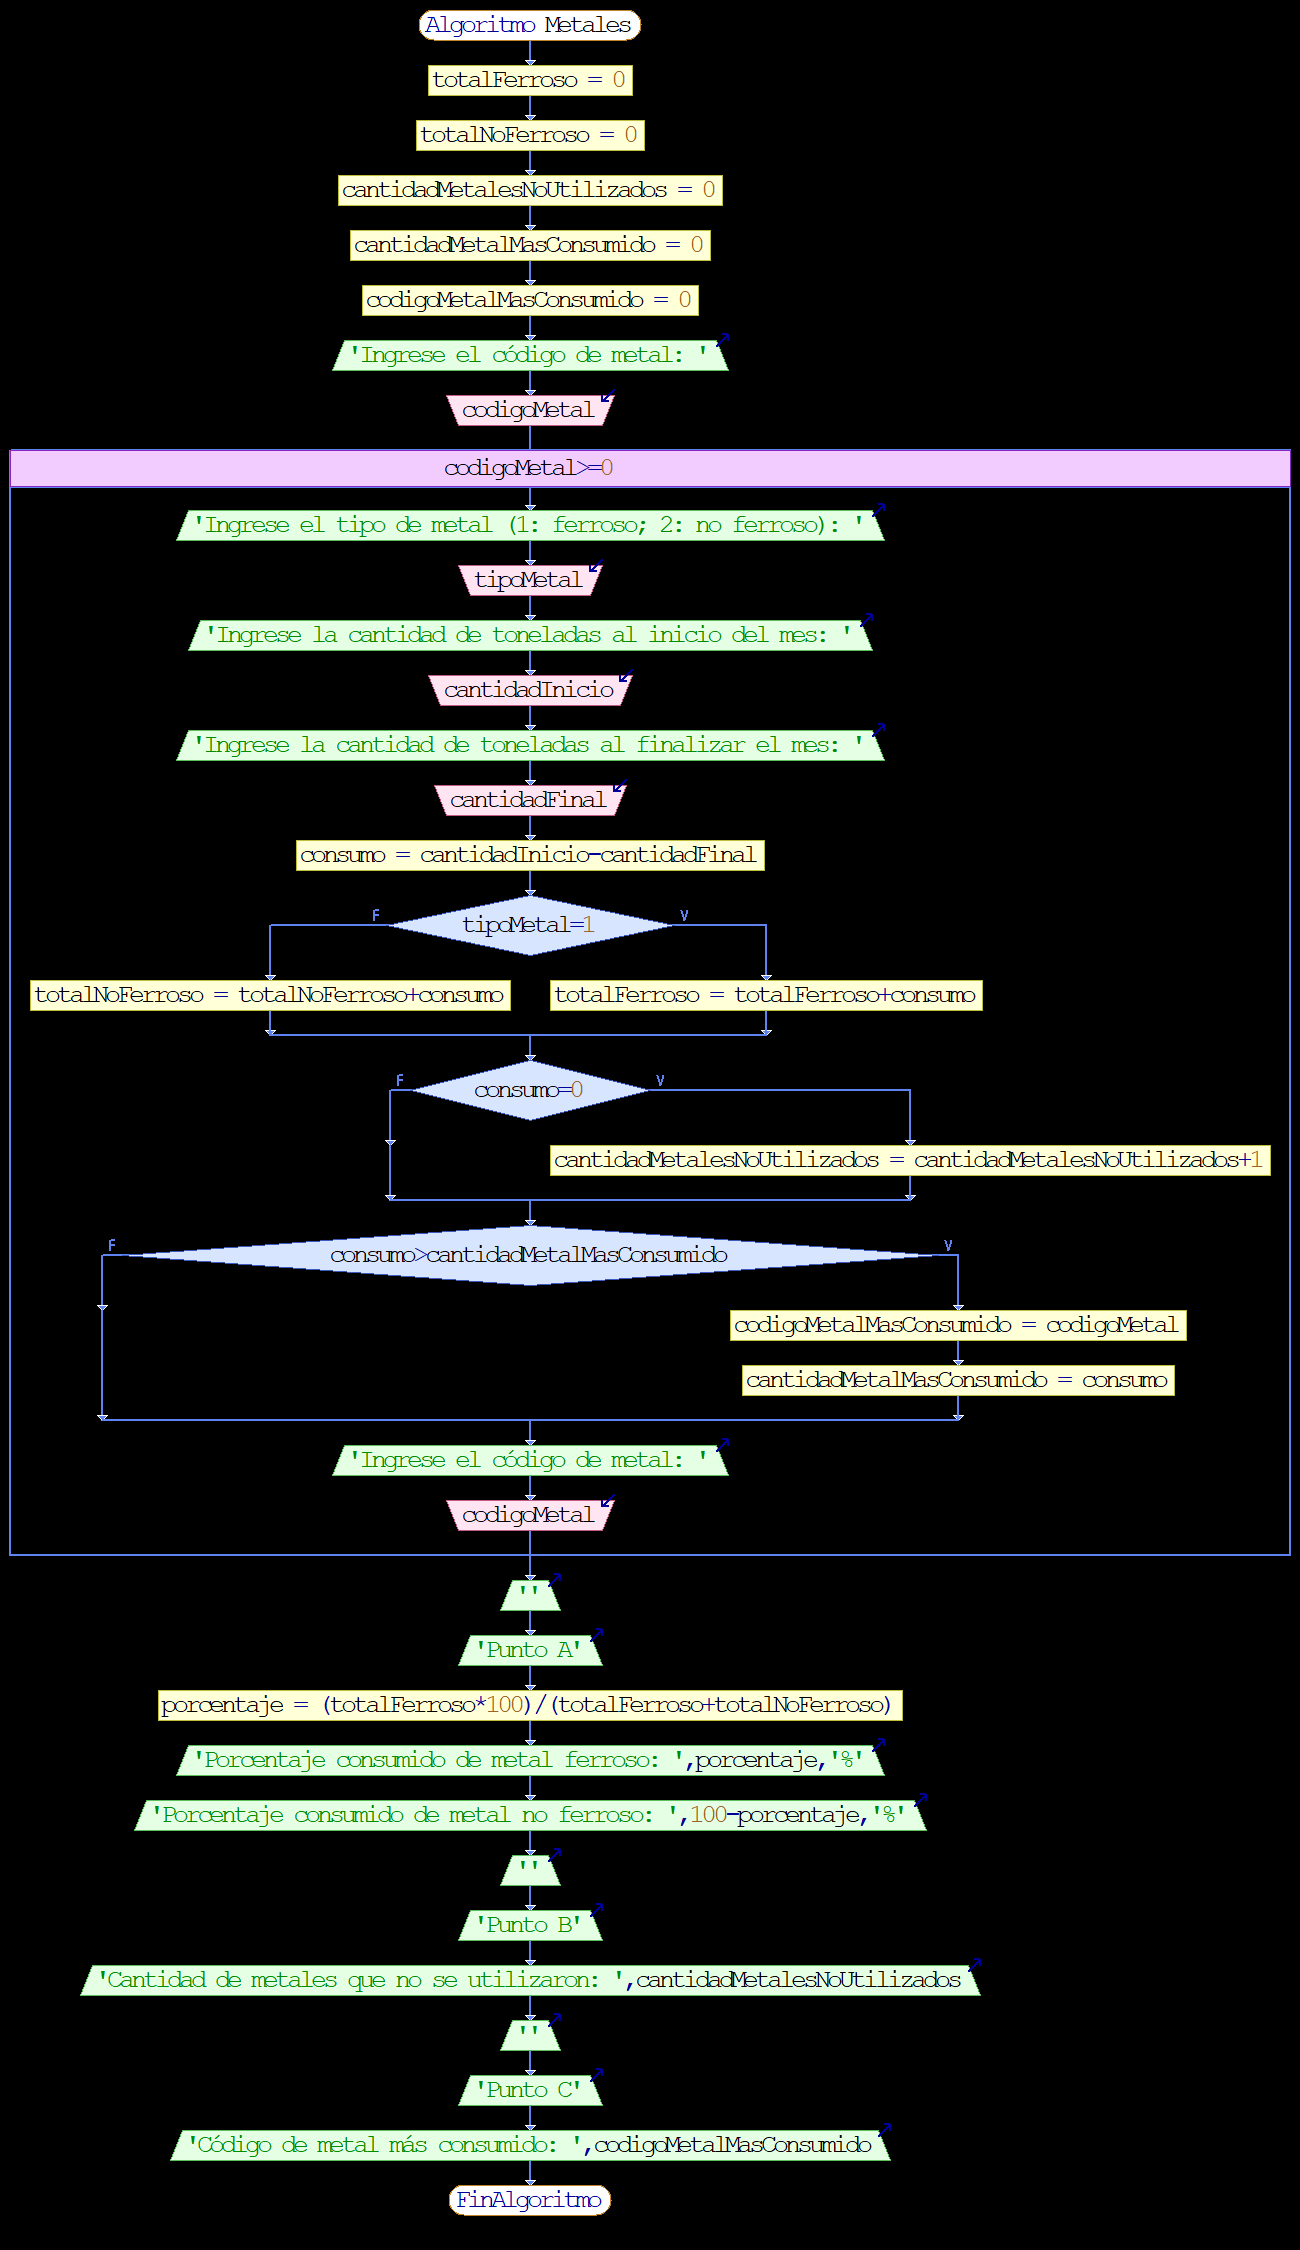 Algoritmo Metales
totalFerroso = 0
totalNoFerroso = 0
cantidadMetalesNoUtilizados = 0
cantidadMetalMasConsumido = 0
codigoMetalMasConsumido = 0
'Ingrese el código de metal: '
codigoMetal
codigoMetal>=0
'Ingrese el tipo de metal (1: ferroso; 2: no ferroso): '
tipoMetal
'Ingrese la cantidad de toneladas al inicio del mes: '
cantidadInicio
'Ingrese la cantidad de toneladas al finalizar el mes: '
cantidadFinal
consumo = cantidadInicio-cantidadFinal
F V
tipoMetal=1
totalNoFerroso = totalNoFerroso+consumo totalFerroso = totalFerroso+consumo
F V
consumo=0
cantidadMetalesNoUtilizados = cantidadMetalesNoUtilizados+1
F V
consumo>cantidadMetalMasConsumido
codigoMetalMasConsumido = codigoMetal
cantidadMetalMasConsumido = consumo
'Ingrese el código de metal: '
codigoMetal
''
'Punto A'
porcentaje = (totalFerroso*100)/(totalFerroso+totalNoFerroso)
'Porcentaje consumido de metal ferroso: ',porcentaje,'%'
'Porcentaje consumido de metal no ferroso: ',100-porcentaje,'%'
''
'Punto B'
'Cantidad de metales que no se utilizaron: ',cantidadMetalesNoUtilizados
''
'Punto C'
'Código de metal más consumido: ',codigoMetalMasConsumido
FinAlgoritmo